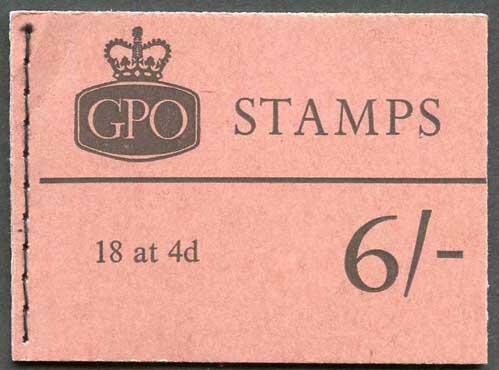 GPO STAMPS
18 at 4d 6/-